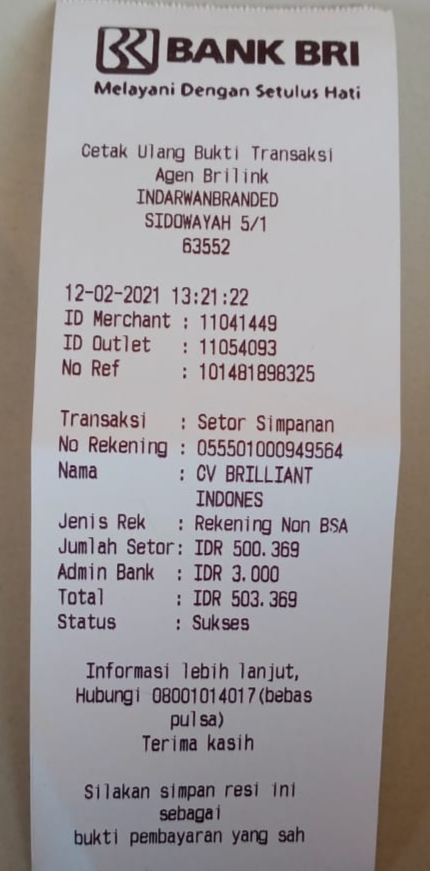 BANK BRI
Melayani Dengan Setulus Hati
Cetak Ulang Bukti Transaksi
Agen Brilink
INDARWANBRANDED
SIDOWAYAH 5/1
63552
12-02-2021 13:21:22
ID Merchant : 11041449
ID Outlet : 11054093
No Ref : 101481898325
Transaksi : Setor Simpanan
No Rekening : 055501000949564
Nama : CV BRILLIANT
INDONES
Jenis Rek : Rekening Non BSA
Jumlah Setor: IDR 500.369
Admin Bank : IDR 3.000
Total : IDR 503.369
Status : Sukses
Informasi lebih lanjut,
Hubungi 08001014017(bebas
pulsa)
Terima kasih
Silakan simpan resi ini
sebagai
bukti pembayaran yang sah